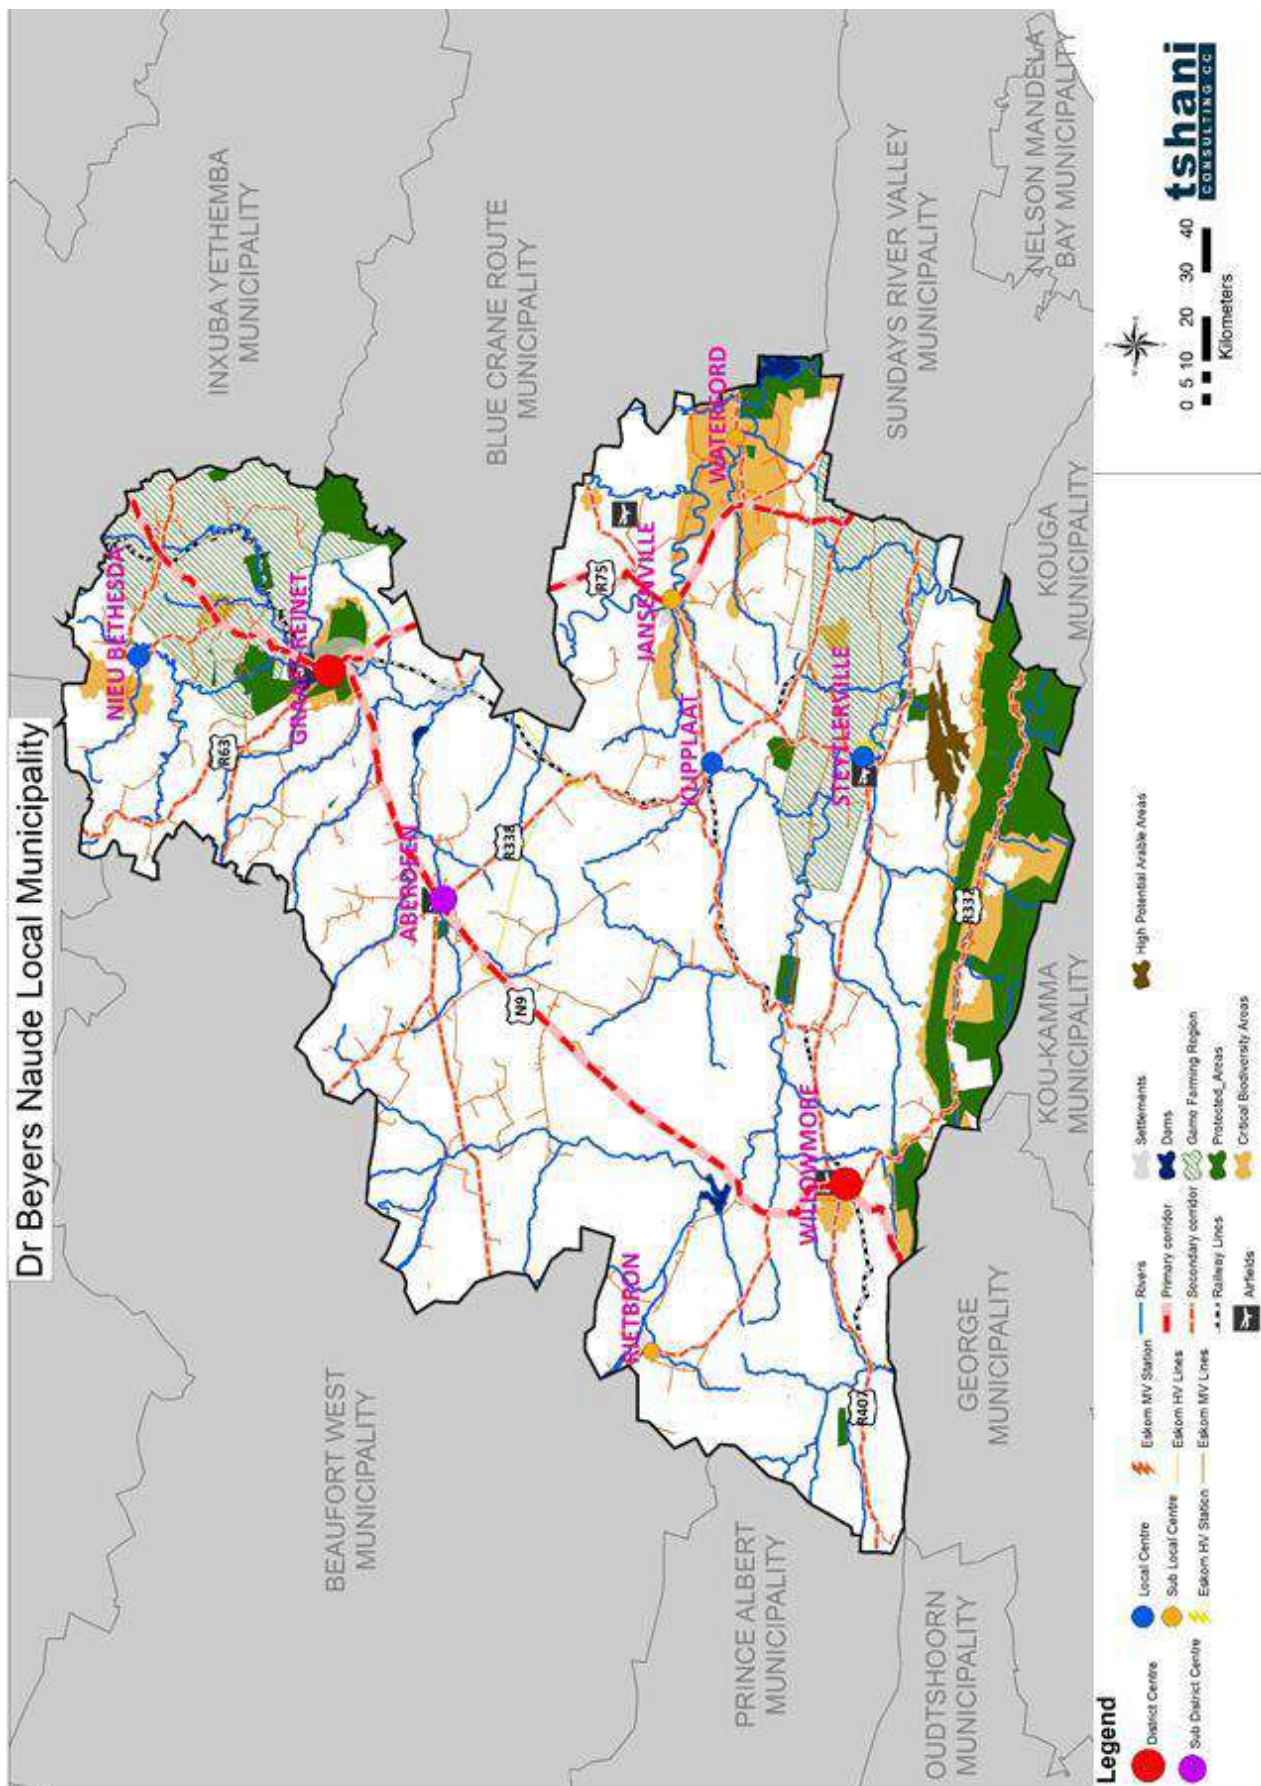 Dr Beyers Naude Local Municipality
INXUBA YETHEMBA
MUNICIPALITY
BEAUFORT WEST
MUNICIPALITY
BLUE CRANE ROUTE
MUNICIPALITY
PRINCE ALBERT
MUNICIPALITY
OUDTSHOORN
MUNICIPALITY
GEORGE
MUNICIPALITY
KOU-KAMMA
MUNICIPALITY
KOUGA
MUNICIPALITY
SUNDAYS RIVER VALLEY
MUNICIPALITY
NELSON MANDELA
BAY MUNICIPALITY
NIEU BETHESDA
GRAAFF REINET
ABERDEEN
JANSENVILLE
WATERFORD
KLIPPLAAT
STEYTLERVILLE
WILLOWMORE
RIETBRON
R63
R338
N9
R75
R332
R407
Legend
District Centre
Sub District Centre
Local Centre
Sub Local Centre
Eskom HV Station
Eskom MV Station
Eskom HV Lines
Eskom MV Lines
Rivers
Primary corridor
Secondary corridor
Railway Lines
Airfields
Settlements
Dams
Game Farming Region
Protected_Areas
Critical Biodiversity Areas
High Potential Arable Areas
0 5 10 20 30 40
Kilometers
tshani
CONSULTING CC